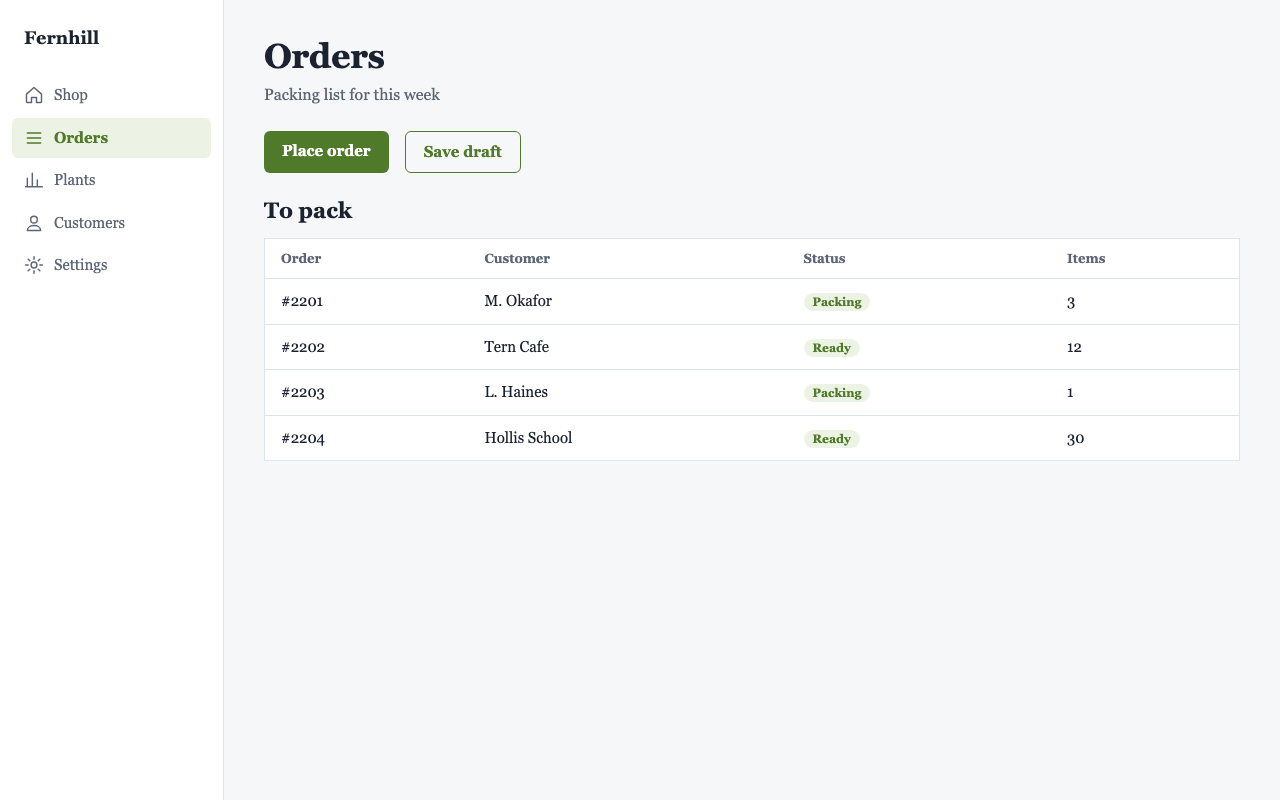 Fernhill
Shop
Orders
Plants
Customers
Settings
Orders
Packing list for this week
Place order
Save draft
To pack
Order Customer Status Items
#2201 M. Okafor Packing 3
#2202 Tern Cafe Ready 12
#2203 L. Haines Packing 1
#2204 Hollis School Ready 30